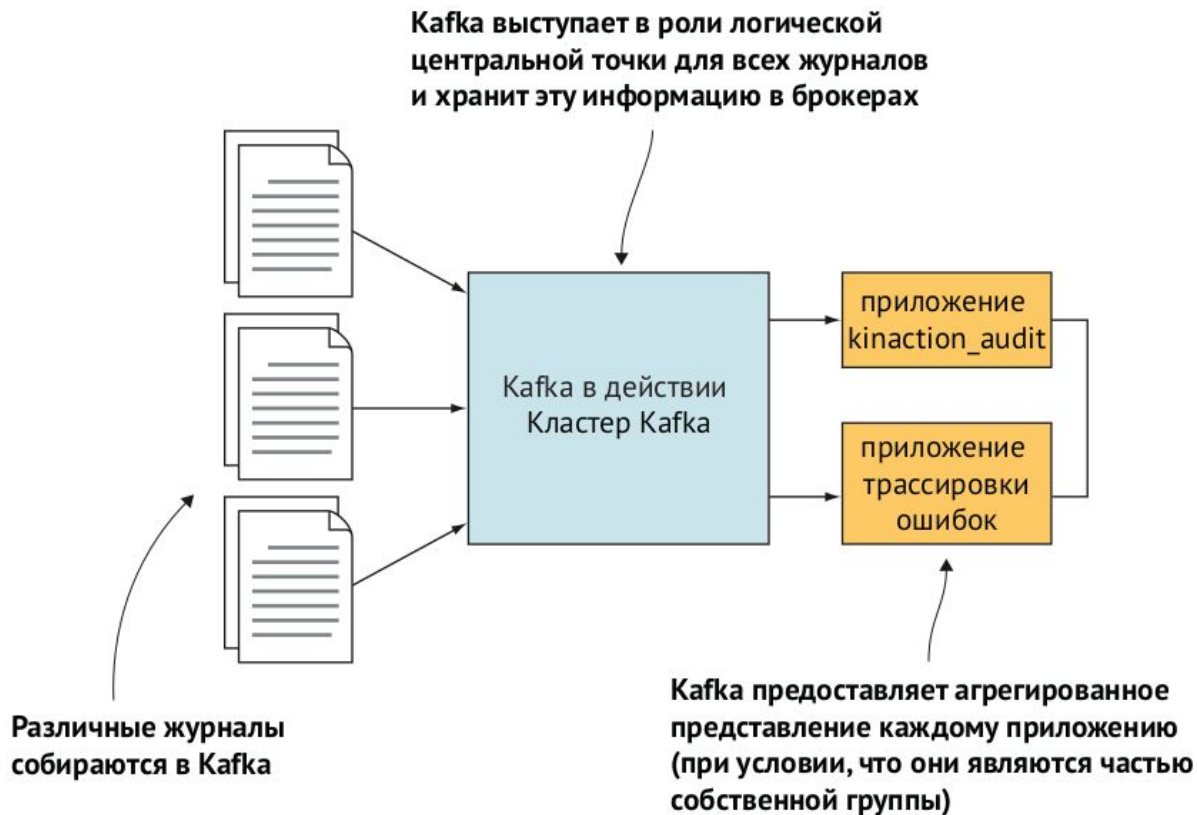 Kafka выступает в роли логической
центральной точки для всех журналов
и хранит эту информацию в брокерах
Kafka в действии
Кластер Kafka
приложение
kinaction_audit
приложение
трассировки
ошибок
Различные журналы
собираются в Kafka
Kafka предоставляет агрегированное
представление каждому приложению
(при условии, что они являются частью
собственной группы)